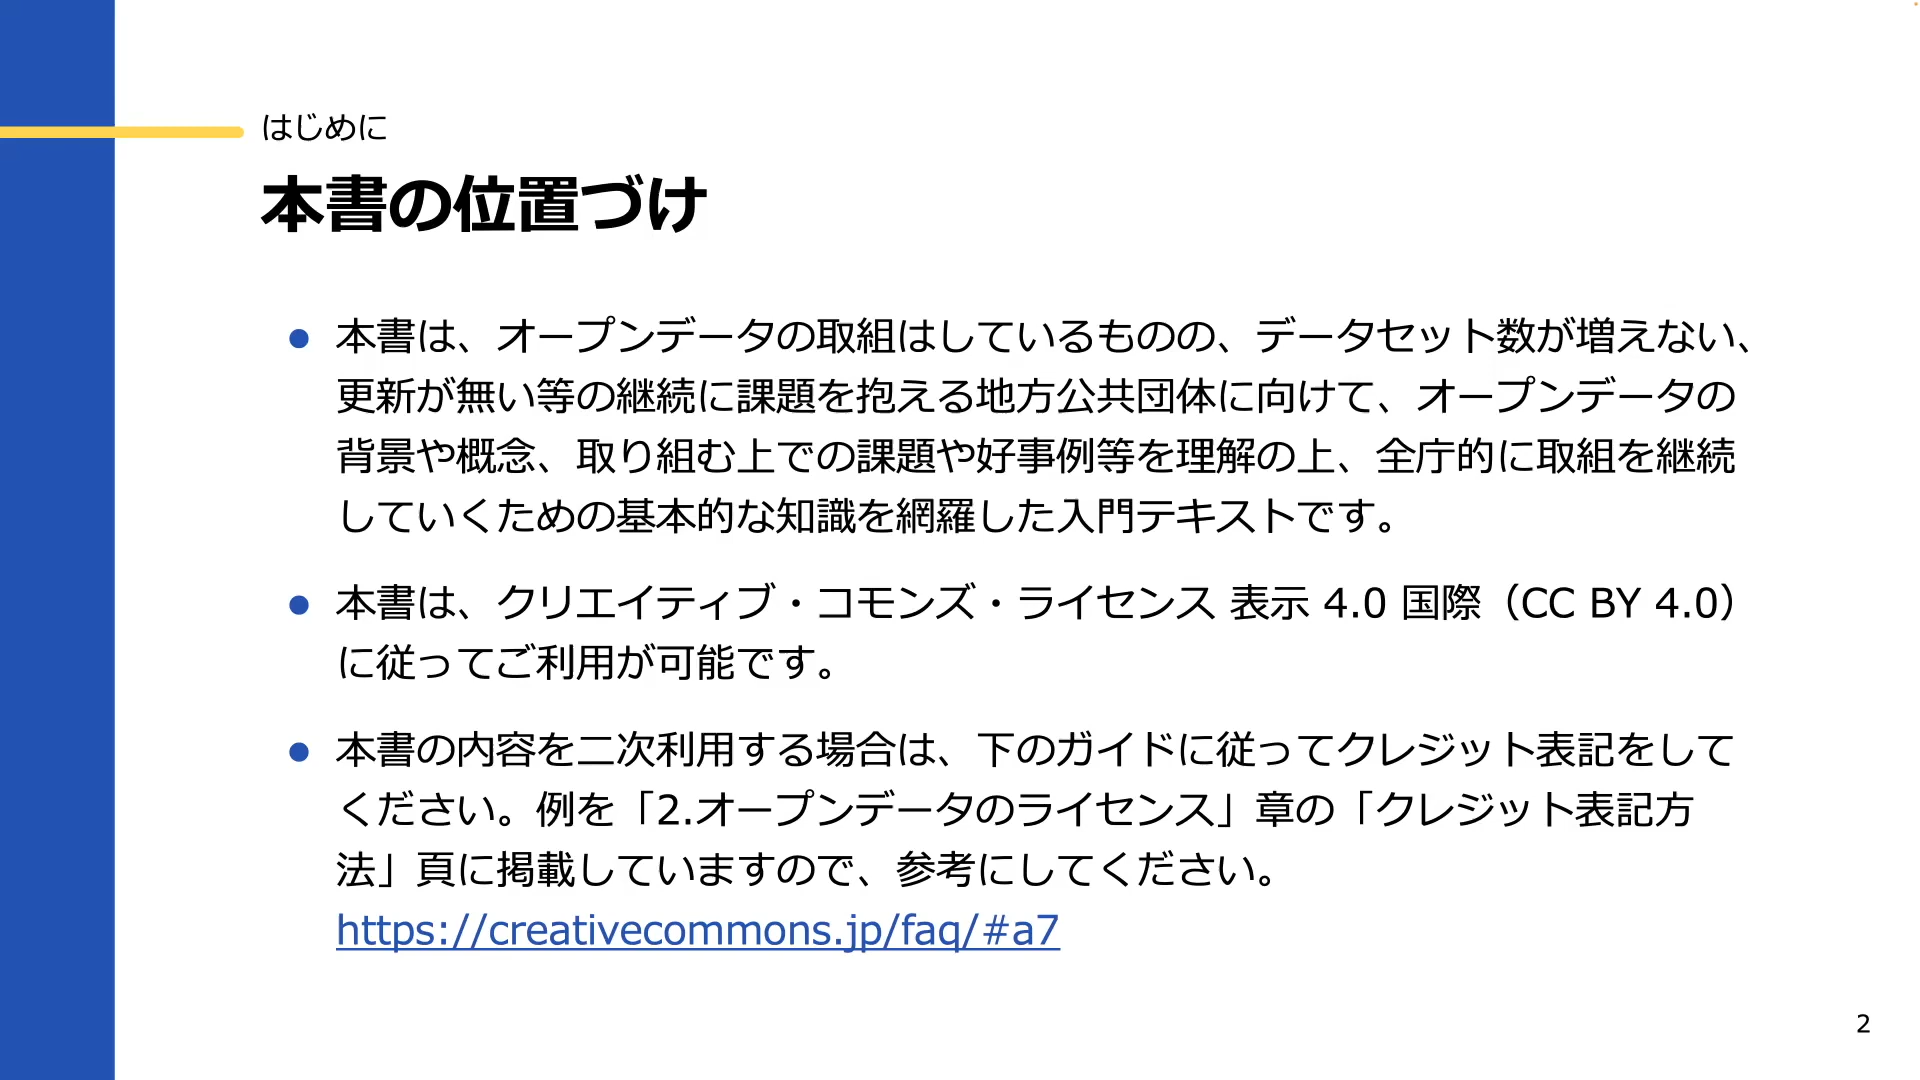 はじめに
本書の位置づけ
● 本書は、オープンデータの取組はしているものの、データセット数が増えない、
更新が無い等の継続に課題を抱える地方公共団体に向けて、オープンデータの
背景や概念、取り組む上での課題や好事例等を理解の上、全庁的に取組を継続
していくための基本的な知識を網羅した入門テキストです。
● 本書は、クリエイティブ・コモンズ・ライセンス 表示 4.0 国際（CC BY 4.0）
に従ってご利用が可能です。
● 本書の内容を二次利用する場合は、下のガイドに従ってクレジット表記をして
ください。例を「2.オープンデータのライセンス」章の「クレジット表記方
法」頁に掲載していますので、参考にしてください。
https://creativecommons.jp/faq/#a7
2